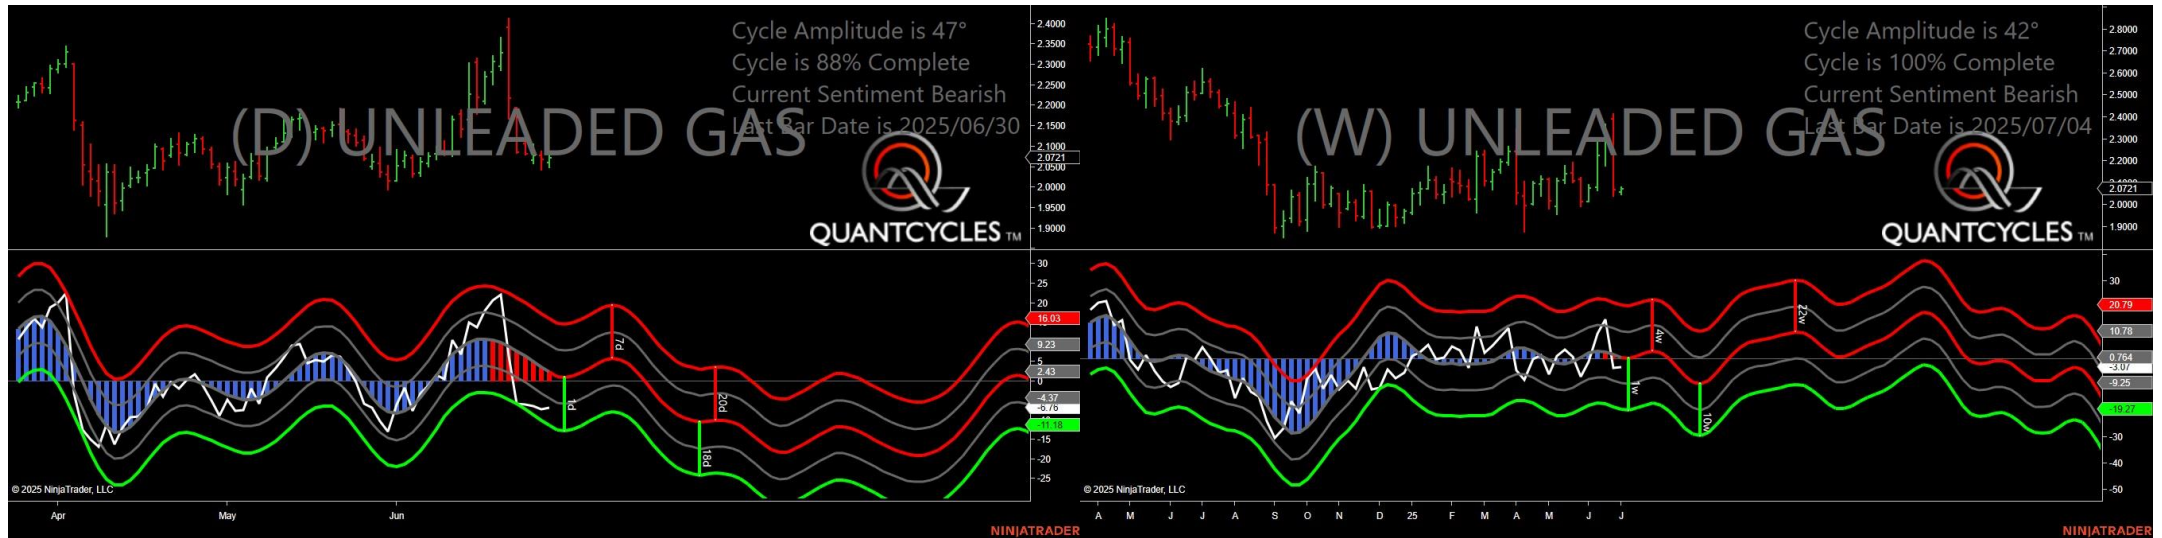 Cycle Amplitude is 47°
Cycle is 88% Complete
Current Sentiment Bearish
Last Bar Date is 2025/06/30
(D) UNLEADED GAS
QUANTCYCLES TM
2.4000
2.3500
2.3000
2.2500
2.2000
2.1500
2.1000
2.0721
2.0500
2.0000
1.9500
1.9000
30
25
20
16.03
9.23
5
2.43
0
-4.37
-6.76
-11.18
-15
-20
-25
7d
1d
20d
18d
© 2025 NinjaTrader, LLC
Apr May Jun
NINJATRADER
Cycle Amplitude is 42°
Cycle is 100% Complete
Current Sentiment Bearish
Last Bar Date is 2025/07/04
(W) UNLEADED GAS
QUANTCYCLES TM
2.8000
2.7000
2.6000
2.5000
2.4000
2.3000
2.2000
2.0721
2.0000
1.9000
30
20.79
10.78
0.764
-3.07
-9.25
-19.27
-30
-40
-50
4w
22w
1w
10w
© 2025 NinjaTrader, LLC
A M J J A S O N D 25 F M A M J J
NINJATRADER